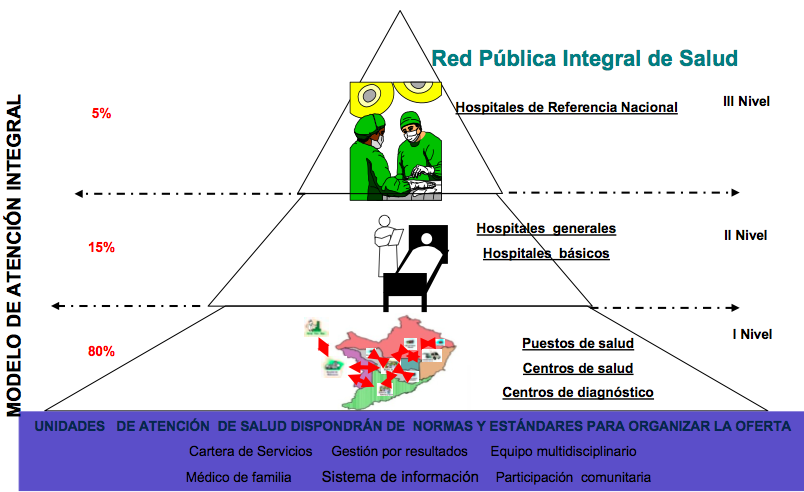 Red Pública Integral de Salud
MODELO DE ATENCIÓN INTEGRAL
5%
Hospitales de Referencia Nacional
III Nivel
15%
Hospitales generales
Hospitales básicos
II Nivel
80%
Puestos de salud
Centros de salud
Centros de diagnóstico
I Nivel
UNIDADES DE ATENCIÓN DE SALUD DISPONDRÁN DE NORMAS Y ESTÁNDARES PARA ORGANIZAR LA OFERTA
Cartera de Servicios Gestión por resultados Equipo multidisciplinario
Médico de familia Sistema de información Participación comunitaria